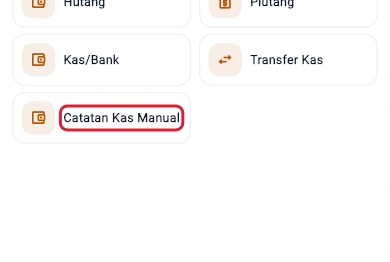 Hutang
Piutang
Kas/Bank
Transfer Kas
Catatan Kas Manual